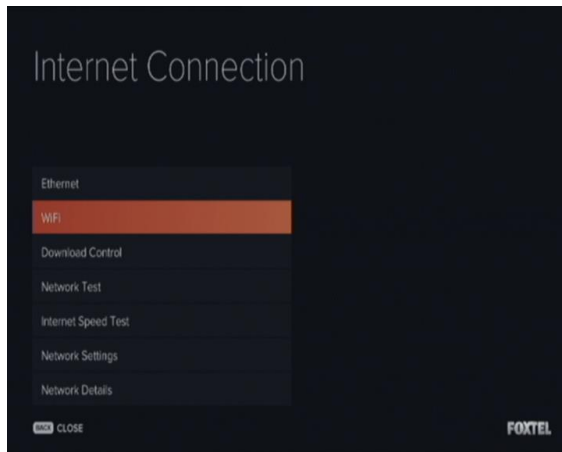 Internet Connection
Ethernet
WiFi
Download Control
Network Test
Internet Speed Test
Network Settings
Network Details
BACK CLOSE
FOXTEL